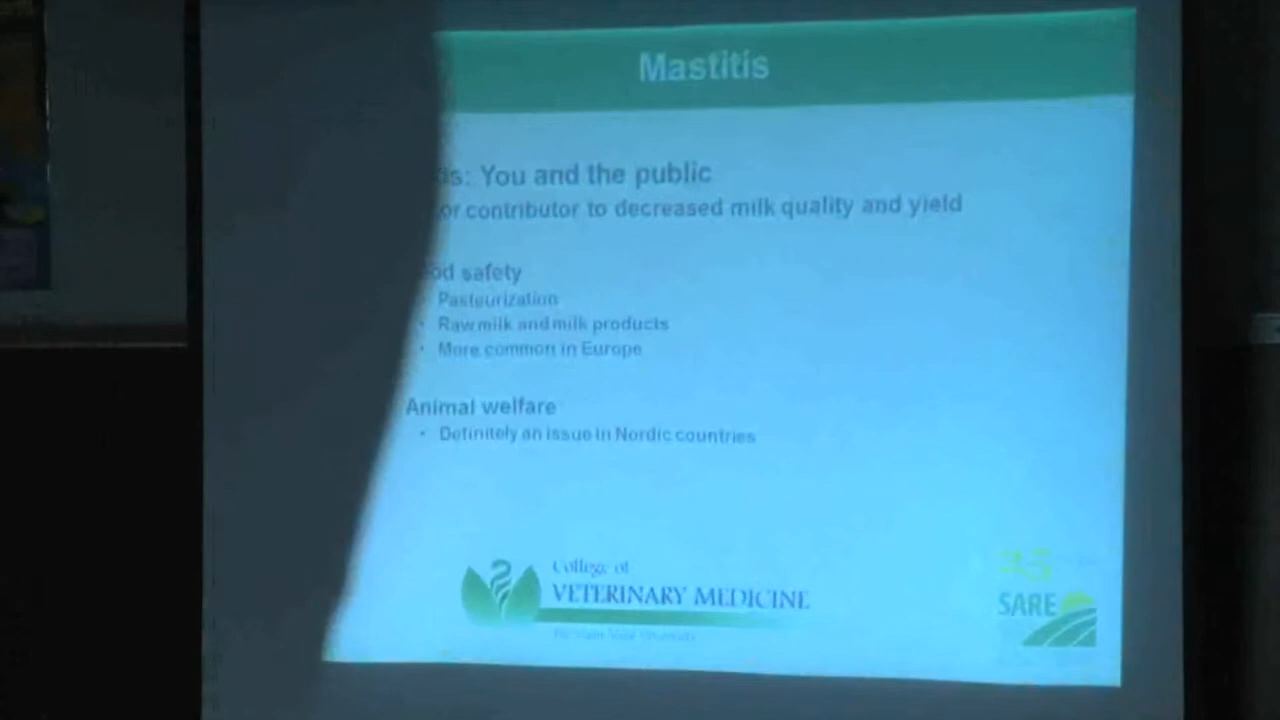 Mastitis
is: You and the public
or contributor to decreased milk quality and yield
od safety
• Pasteurization
• Raw milk and milk products
• More common in Europe
Animal welfare
• Definitely an issue in Nordic countries
College of
VETERINARY MEDICINE
25
SARE